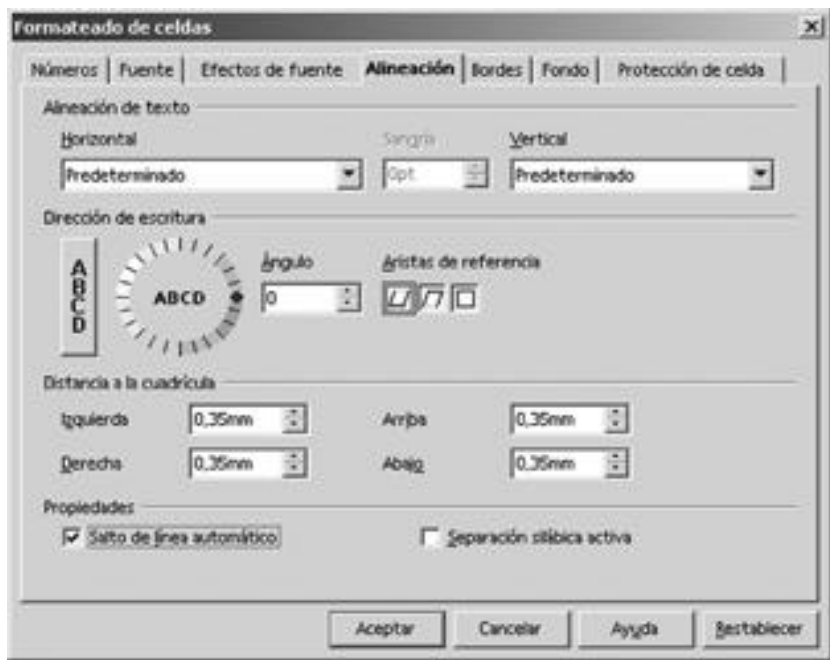 Formateado de celdas
Números Fuente Efectos de fuente Alineación Bordes Fondo Protección de celda
Alineación de texto
Horizontal Sangría Vertical
Predeterminado 0pt Predeterminado
Dirección de escritura
ABCD
ABCD
Ángulo Aristas de referencia
0
Distancia a la cuadrícula
Izquierda 0,35mm Arriba 0,35mm
Derecha 0,35mm Abajo 0,35mm
Propiedades
Salto de línea automático Separación silábica activa
Aceptar Cancelar Ayuda Restablecer